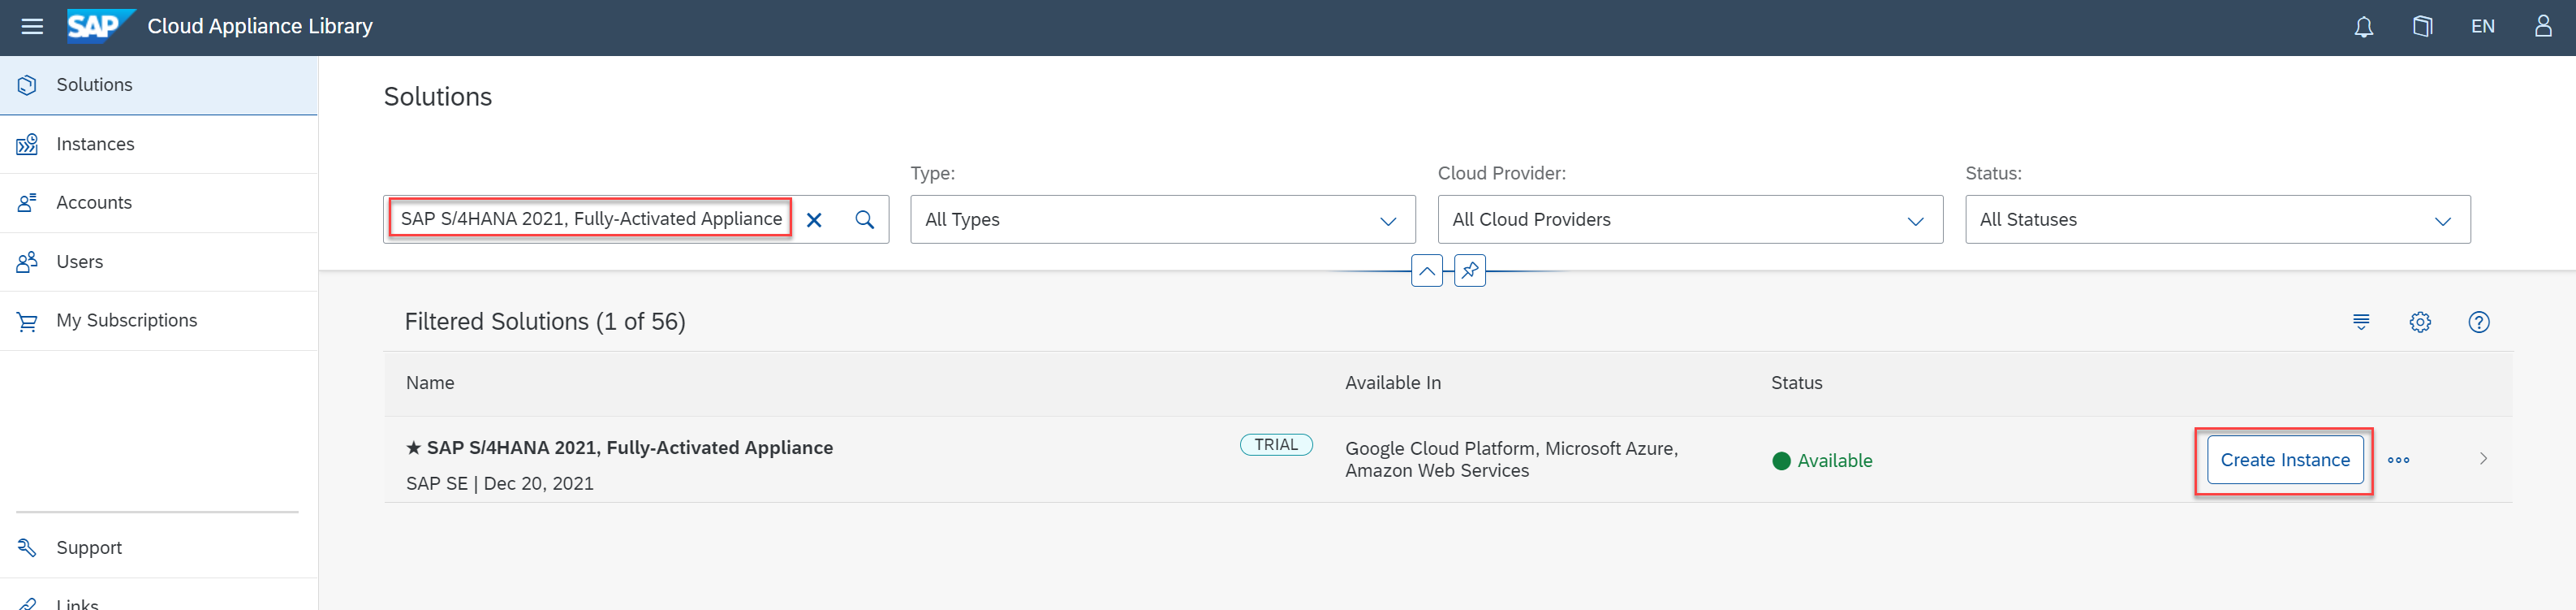 SAP Cloud Appliance Library
EN
Solutions
Instances
Accounts
Users
My Subscriptions
Support
Links
Solutions
Type:
Cloud Provider:
Status:
SAP S/4HANA 2021, Fully-Activated Appliance
All Types
All Cloud Providers
All Statuses
Filtered Solutions (1 of 56)
Name
Available In
Status
★ SAP S/4HANA 2021, Fully-Activated Appliance
SAP SE | Dec 20, 2021
TRIAL
Google Cloud Platform, Microsoft Azure,
Amazon Web Services
Available
Create Instance